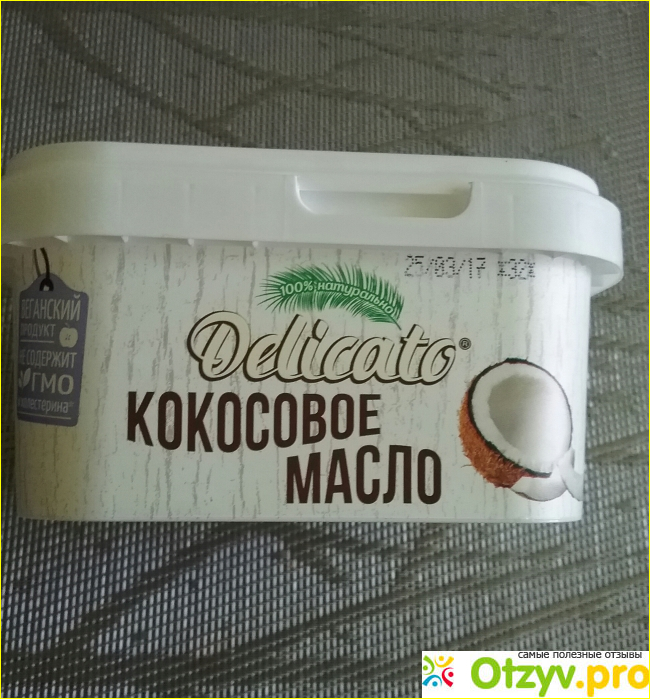 25/03/17 *32*
100% натурально
Delicato®
КОКОСОВОЕ
МАСЛО
ВЕГАНСКИЙ
ПРОДУКТ
НЕ СОДЕРЖИТ
ГМО
холестерина*
самые полезные отзывы
Otzyv.pro